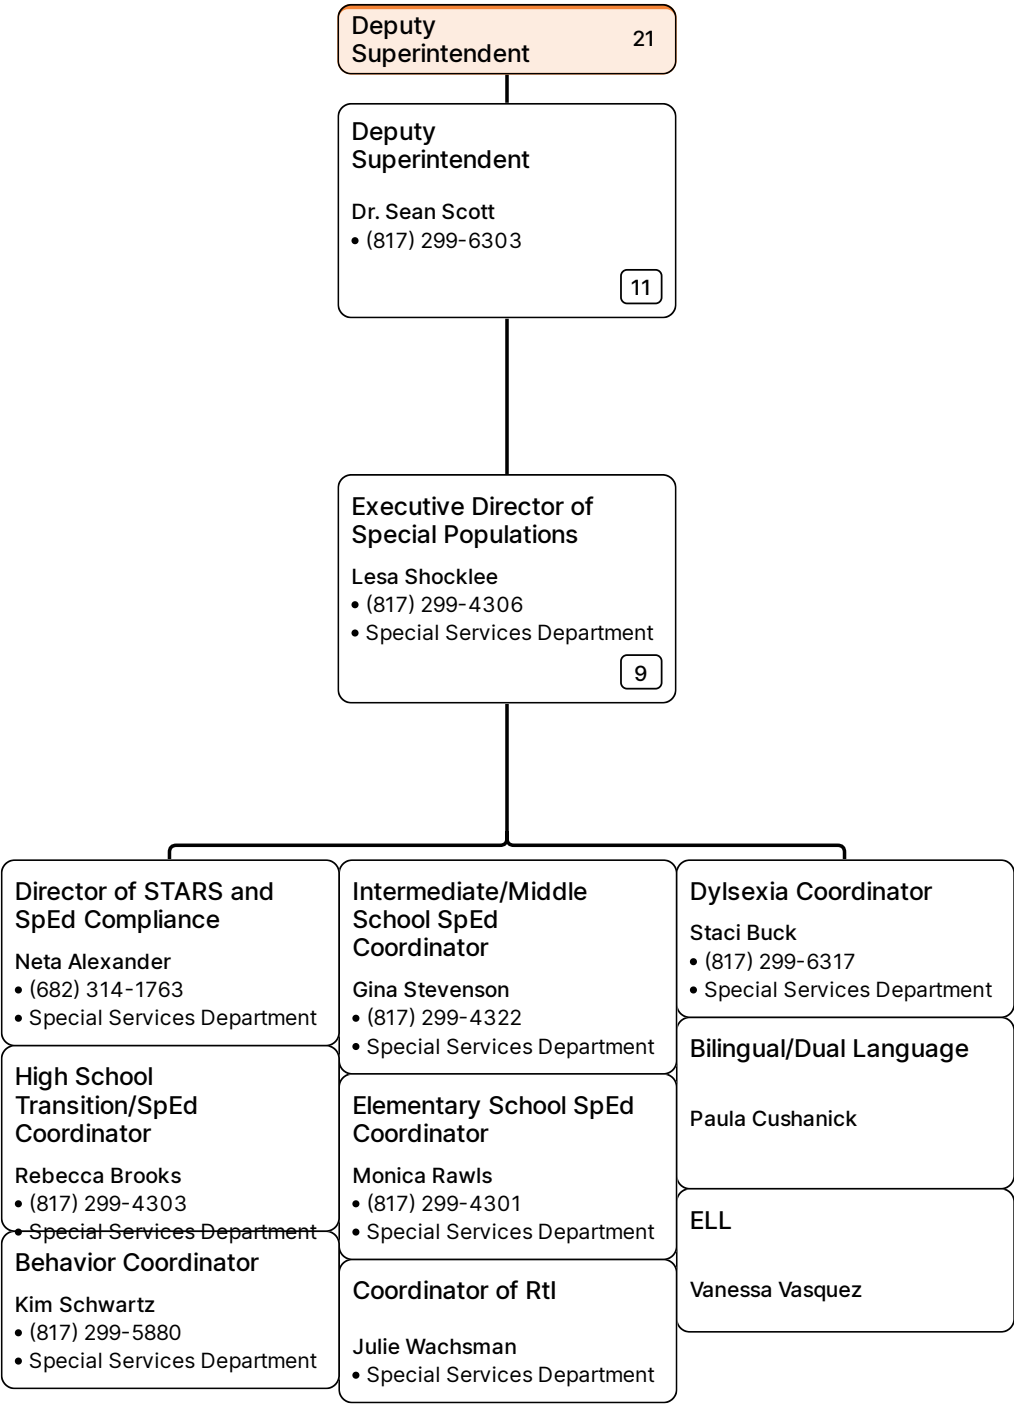 Deputy
Superintendent
21
Deputy
Superintendent
Dr. Sean Scott
• (817) 299-6303
11
Executive Director of
Special Populations
Lesa Shocklee
• (817) 299-4306
• Special Services Department
9
Director of STARS and
SpEd Compliance
Neta Alexander
• (682) 314-1763
• Special Services Department
High School
Transition/SpEd
Coordinator
Rebecca Brooks
• (817) 299-4303
• Special Services Department
Behavior Coordinator
Kim Schwartz
• (817) 299-5880
• Special Services Department
Intermediate/Middle
School SpEd
Coordinator
Gina Stevenson
• (817) 299-4322
• Special Services Department
Elementary School SpEd
Coordinator
Monica Rawls
• (817) 299-4301
• Special Services Department
Coordinator of RtI
Julie Wachsman
• Special Services Department
Dylsexia Coordinator
Staci Buck
• (817) 299-6317
• Special Services Department
Bilingual/Dual Language
Paula Cushanick
ELL
Vanessa Vasquez